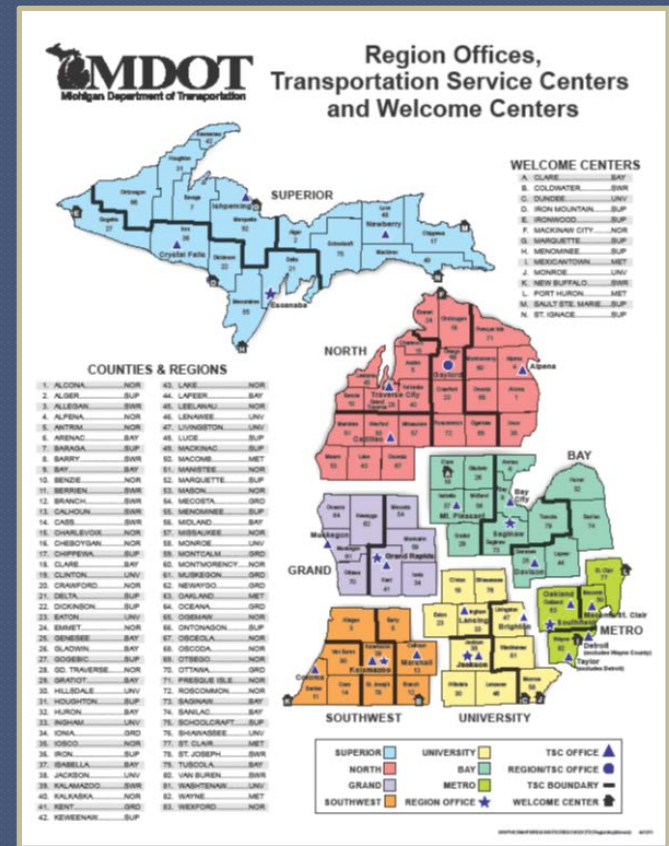 MDOT
Michigan Department of Transportation
Region Offices,
Transportation Service Centers
and Welcome Centers
SUPERIOR
WELCOME CENTERS
A. CLARE BAY
B. COLDWATER SWR
C. DUNDEE UNV
D. IRON MOUNTAIN SUP
E. IRONWOOD SUP
F. MACKINAW CITY NOR
G. MARQUETTE SUP
H. MENOMINEE SUP
I. MEXICANTOWN MET
J. MONROE UNV
K. NEW BUFFALO SWR
L. PORT HURON MET
M. SAULT STE. MARIE SUP
N. ST. IGNACE SUP
Ishpeming
Newberry
Crystal Falls
Escanaba
NORTH
Gaylord
Alpena
Traverse City
Cadillac
COUNTIES & REGIONS
1. ALCONA NOR
2. ALGER SUP
3. ALLEGAN SWR
4. ALPENA NOR
5. ANTRIM NOR
6. ARENAC BAY
7. BARAGA SUP
8. BARRY SWR
9. BAY BAY
10. BENZIE NOR
11. BERRIEN SWR
12. BRANCH SWR
13. CALHOUN SWR
14. CASS SWR
15. CHARLEVOIX NOR
16. CHEBOYGAN NOR
17. CHIPPEWA SUP
18. CLARE BAY
19. CLINTON UNV
20. CRAWFORD NOR
21. DELTA SUP
22. DICKINSON SUP
23. EATON UNV
24. EMMET NOR
25. GENESEE BAY
26. GLADWIN BAY
27. GOGEBIC SUP
28. GD. TRAVERSE NOR
29. GRATIOT BAY
30. HILLSDALE UNV
31. HOUGHTON SUP
32. HURON BAY
33. INGHAM UNV
34. IONIA GRD
35. IOSCO NOR
36. IRON SUP
37. ISABELLA BAY
38. JACKSON UNV
39. KALAMAZOO SWR
40. KALKASKA NOR
41. KENT GRD
42. KEWEENAW SUP
43. LAKE NOR
44. LAPEER BAY
45. LEELANAU NOR
46. LENAWEE UNV
47. LIVINGSTON UNV
48. LUCE SUP
49. MACKINAC SUP
50. MACOMB MET
51. MANISTEE NOR
52. MARQUETTE SUP
53. MASON NOR
54. MECOSTA GRD
55. MENOMINEE SUP
56. MIDLAND BAY
57. MISSAUKEE NOR
58. MONROE UNV
59. MONTCALM GRD
60. MONTMORENCY NOR
61. MUSKEGON GRD
62. NEWAYGO GRD
63. OAKLAND MET
64. OCEANA GRD
65. OGEMAW NOR
66. ONTONAGON SUP
67. OSCEOLA NOR
68. OSCODA NOR
69. OTSEGO NOR
70. OTTAWA GRD
71. PRESQUE ISLE NOR
72. ROSCOMMON NOR
73. SAGINAW BAY
74. SANILAC BAY
75. SCHOOLCRAFT SUP
76. SHIAWASSEE UNV
77. ST. CLAIR MET
78. ST. JOSEPH SWR
79. TUSCOLA BAY
80. VAN BUREN SWR
81. WASHTENAW UNV
82. WAYNE MET
83. WEXFORD NOR
BAY
Bay City
Mt. Pleasant
Saginaw
Davison
GRAND
Muskegon
Grand Rapids
METRO
Oakland
Southfield
Macomb/St. Clair
Detroit
(excludes Wayne County)
Taylor
(excludes Detroit)
Lansing
Brighton
Jackson
UNIVERSITY
Coloma
Kalamazoo
Marshall
SOUTHWEST
SUPERIOR UNIVERSITY TSC OFFICE
NORTH BAY REGION/TSC OFFICE
GRAND METRO TSC BOUNDARY
SOUTHWEST REGION OFFICE WELCOME CENTER